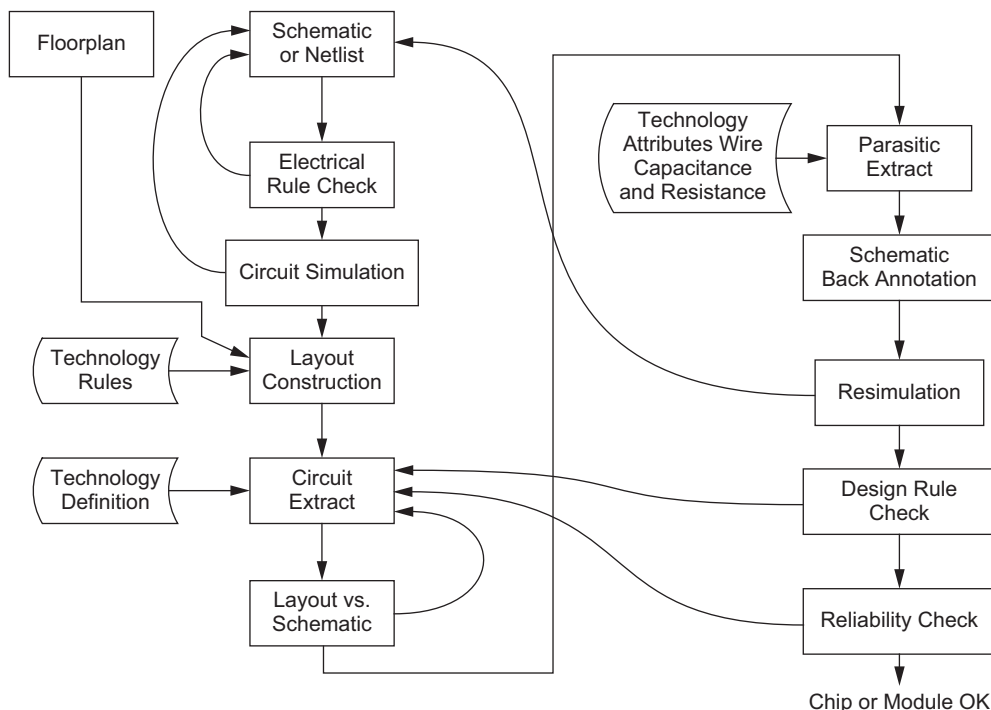 Floorplan
Schematic
or Netlist
Electrical
Rule Check
Circuit Simulation
Technology
Rules
Layout
Construction
Technology
Definition
Circuit
Extract
Layout vs.
Schematic
Technology
Attributes Wire
Capacitance
and Resistance
Parasitic
Extract
Schematic
Back Annotation
Resimulation
Design Rule
Check
Reliability Check
Chip or Module OK